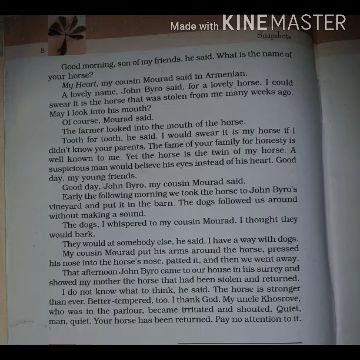 Made with KINEMASTER
8
Snapshots
Good morning, son of my friends, he said. What is the name of
your horse?
My Heart, my cousin Mourad said in Armenian.
A lovely name, John Byro said, for a lovely horse. I could
swear it is the horse that was stolen from me many weeks ago.
May I look into his mouth?
Of course, Mourad said.
The farmer looked into the mouth of the horse.
Tooth for tooth, he said. I would swear it is my horse if I
didn't know your parents. The fame of your family for honesty is
well known to me. Yet the horse is the twin of my horse. A
suspicious man would believe his eyes instead of his heart. Good
day, my young friends.
Good day, John Byro, my cousin Mourad said.
Early the following morning we took the horse to John Byro's
vineyard and put it in the barn. The dogs followed us around
without making a sound.
The dogs, I whispered to my cousin Mourad. I thought they
would bark.
They would at somebody else, he said. I have a way with dogs.
My cousin Mourad put his arms around the horse, pressed
his nose into the horse's nose, patted it, and then we went away.
That afternoon John Byro came to our house in his surrey and
showed my mother the horse that had been stolen and returned.
I do not know what to think, he said. The horse is stronger
than ever. Better-tempered, too. I thank God. My uncle Khosrove,
who was in the parlour, became irritated and shouted, Quiet,
man, quiet. Your horse has been returned. Pay no attention to it.